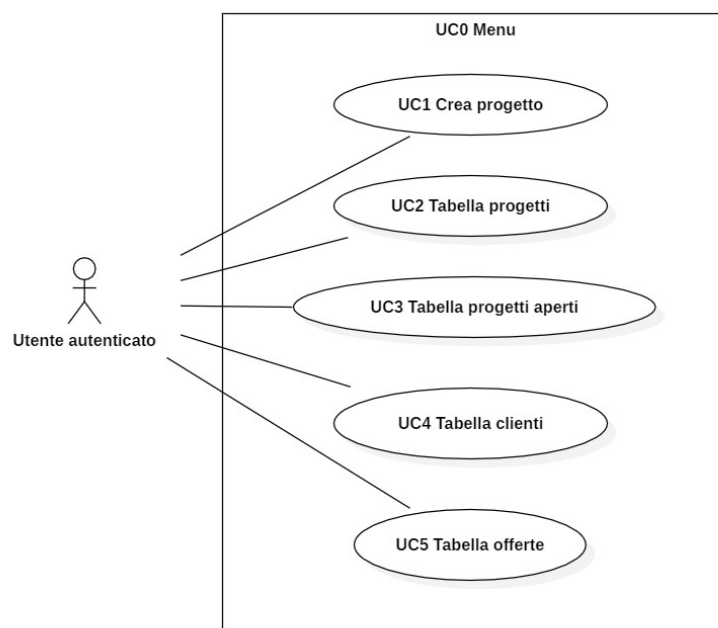 UC0 Menu
UC1 Crea progetto
UC2 Tabella progetti
UC3 Tabella progetti aperti
Utente autenticato
UC4 Tabella clienti
UC5 Tabella offerte